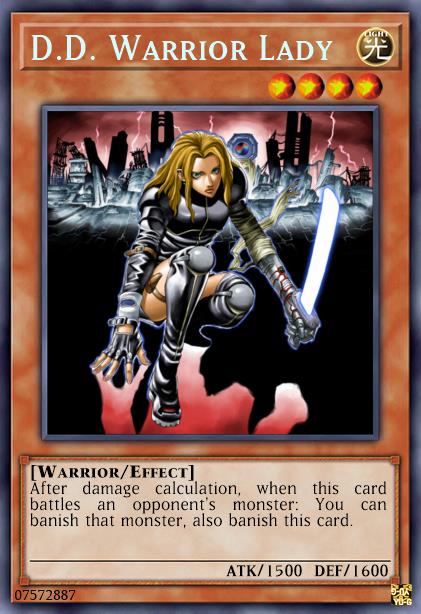 D.D. Warrior Lady
LIGHT
光
[Warrior/Effect]
After damage calculation, when this card
battles an opponent's monster: You can
banish that monster, also banish this card.
ATK/1500 DEF/1600
07572887